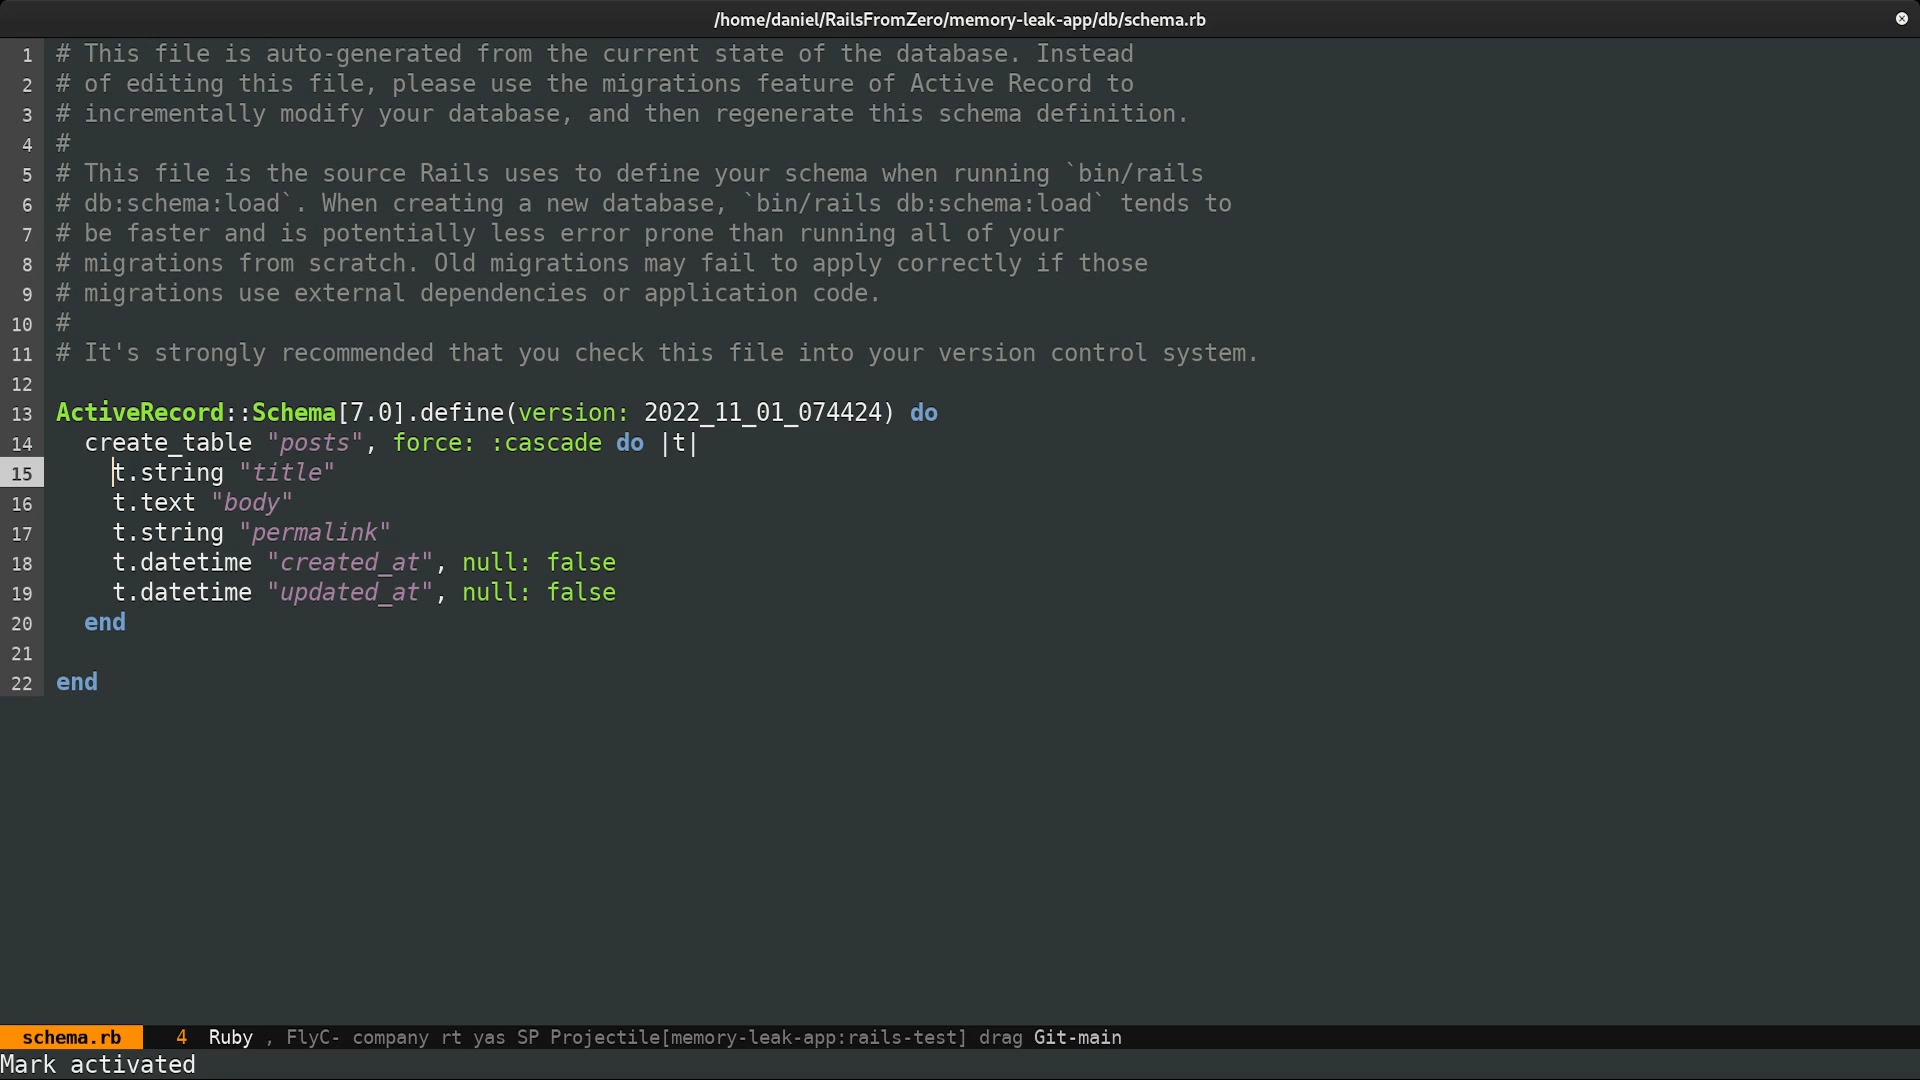 /home/daniel/RailsFromZero/memory-leak-app/db/schema.rb
1 # This file is auto-generated from the current state of the database. Instead
2 # of editing this file, please use the migrations feature of Active Record to
3 # incrementally modify your database, and then regenerate this schema definition.
4 #
5 # This file is the source Rails uses to define your schema when running `bin/rails
6 # db:schema:load`. When creating a new database, `bin/rails db:schema:load` tends to
7 # be faster and is potentially less error prone than running all of your
8 # migrations from scratch. Old migrations may fail to apply correctly if those
9 # migrations use external dependencies or application code.
10 #
11 # It's strongly recommended that you check this file into your version control system.
12
13 ActiveRecord::Schema[7.0].define(version: 2022_11_01_074424) do
14   create_table "posts", force: :cascade do |t|
15     t.string "title"
16     t.text "body"
17     t.string "permalink"
18     t.datetime "created_at", null: false
19     t.datetime "updated_at", null: false
20   end
21
22 end
schema.rb 4 Ruby , FlyC- company rt yas SP Projectile[memory-leak-app:rails-test] drag Git-main
Mark activated